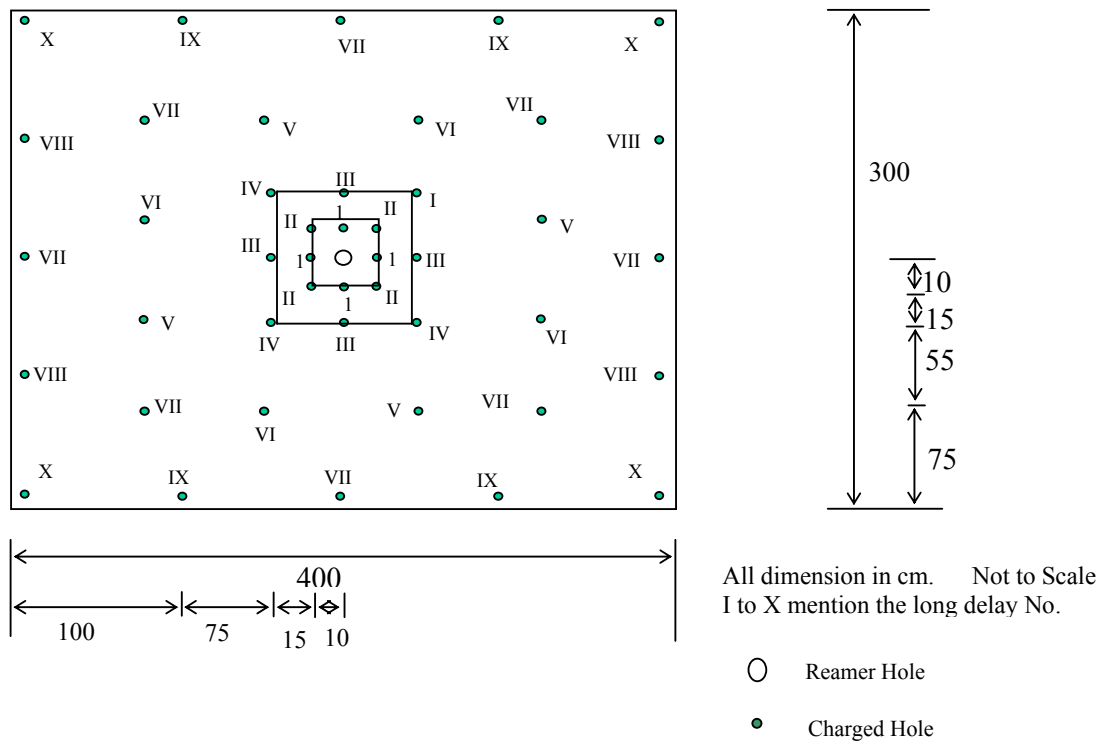 X IX VII IX X
VII VII
V VI
VIII VIII
IV III I
VI II 1 II
V
VII III 1 1 III VII
II 1 II
V IV III IV VI
VIII VIII
VII V VII
VI
X IX VII IX X
300
10
15
55
75
400
100 75 15 10
All dimension in cm. Not to Scale
I to X mention the long delay No.
Reamer Hole
Charged Hole